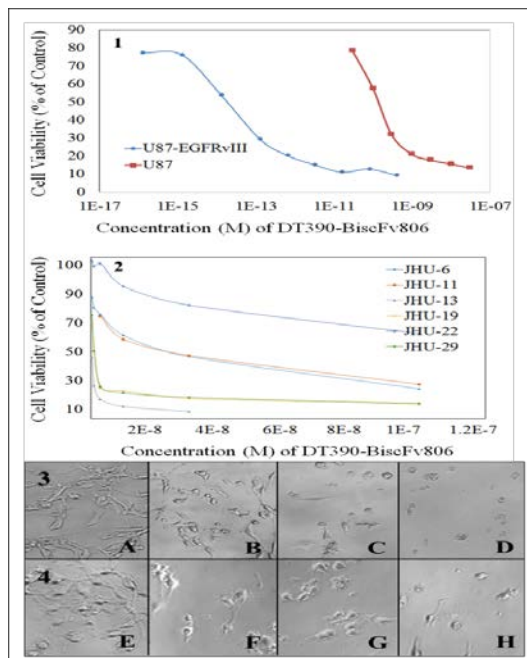 90
80
70
60
50
40
30
20
10
0
1
Cell Viability (% of Control)
U87-EGFRvIII
U87
1E-17 1E-15 1E-13 1E-11 1E-09 1E-07
Concentration (M) of DT390-BiscFv806
100
90
70
50
30
10
2
Cell Viability (% of Control)
JHU-6
JHU-11
JHU-13
JHU-19
JHU-22
JHU-29
2E-8 4E-8 6E-8 8E-8 1E-7 1.2E-7
Concentration (M) of DT390-BiscFv806
3
A B C D
4
E F G H